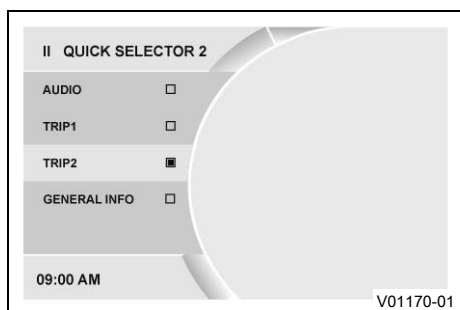 II QUICK SELECTOR 2
AUDIO
TRIP1
TRIP2
GENERAL INFO
09:00 AM
V01170-01